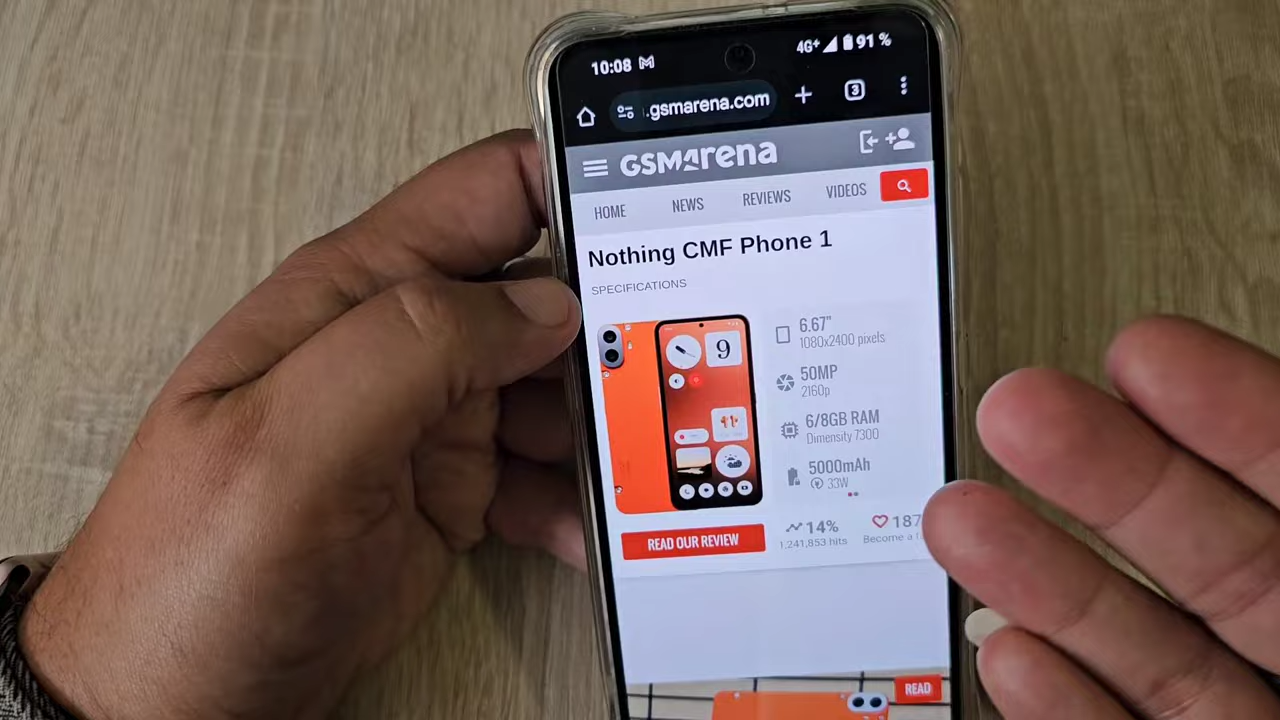 10:08 4G+ 91 %
.gsmarena.com 3
GSMArena
HOME NEWS REVIEWS VIDEOS
Nothing CMF Phone 1
SPECIFICATIONS
6.67"
1080x2400 pixels
9
50MP
2160p
6/8GB RAM
Dimensity 7300
5000mAh
33W
READ OUR REVIEW
14% 187
1,241,853 hits Become a
READ